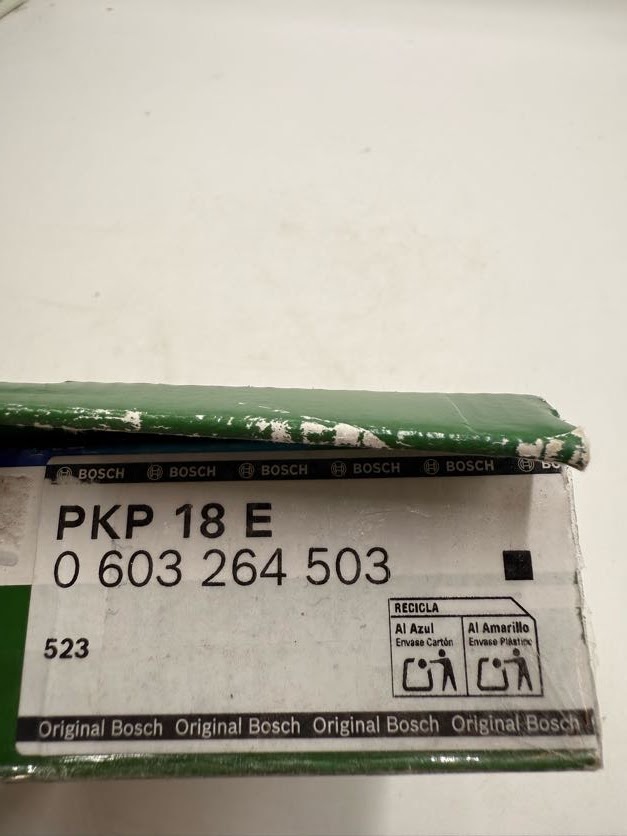 BOSCH BOSCH BOSCH BOSCH BOSCH BO
PKP 18 E
0 603 264 503
RECICLA
Al Azul Al Amarillo
Envase Cartón Envase Plástico
523
Original Bosch Original Bosch Original Bosch Original Bosch